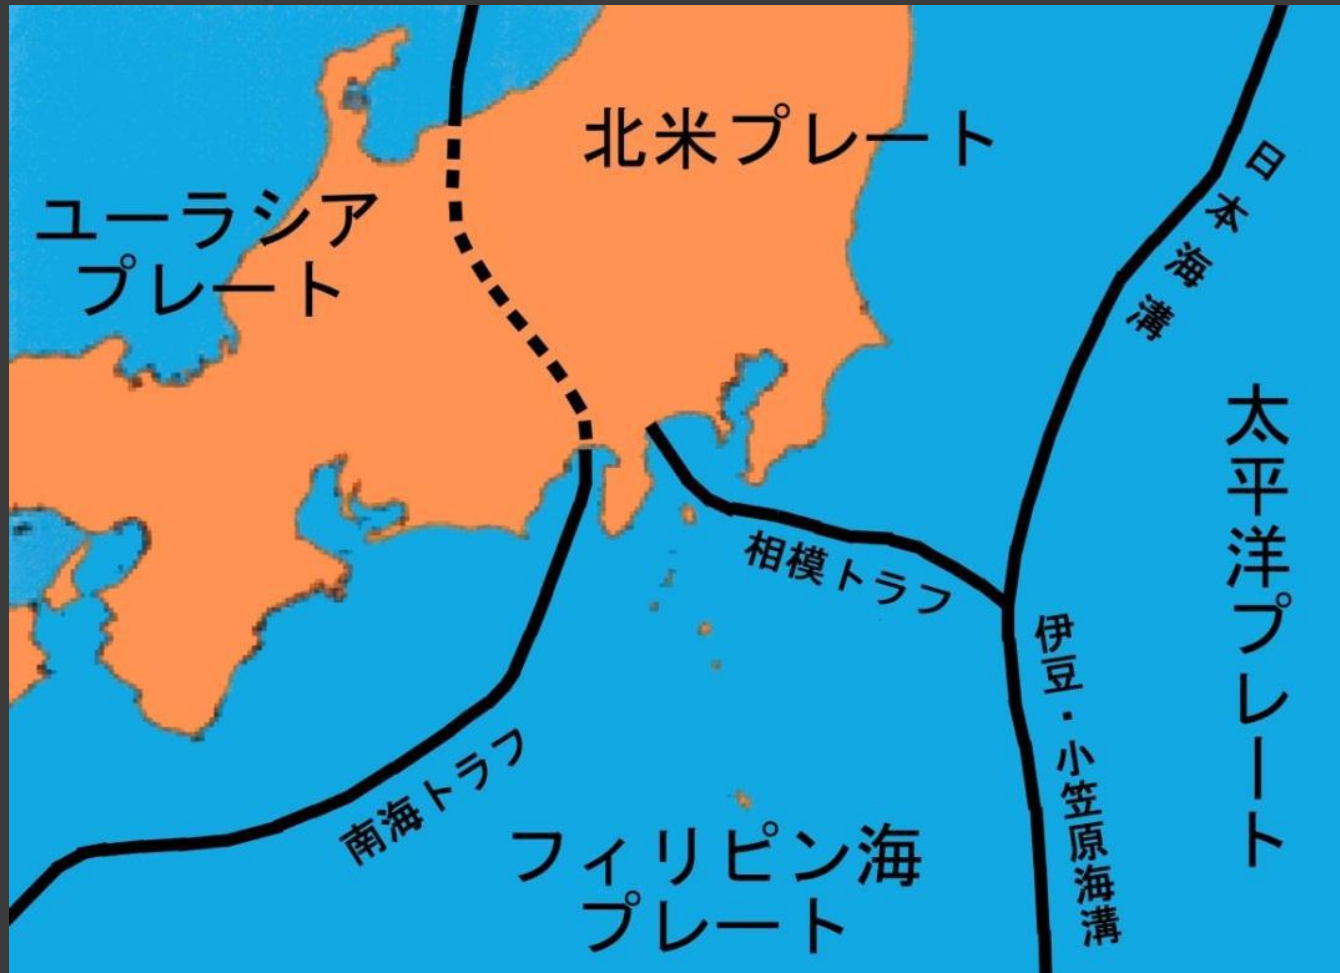 北米プレート
日本海溝
ユーラシア
プレート
太平洋プレート
相模トラフ
伊豆・小笠原海溝
南海トラフ
フィリピン海
プレート